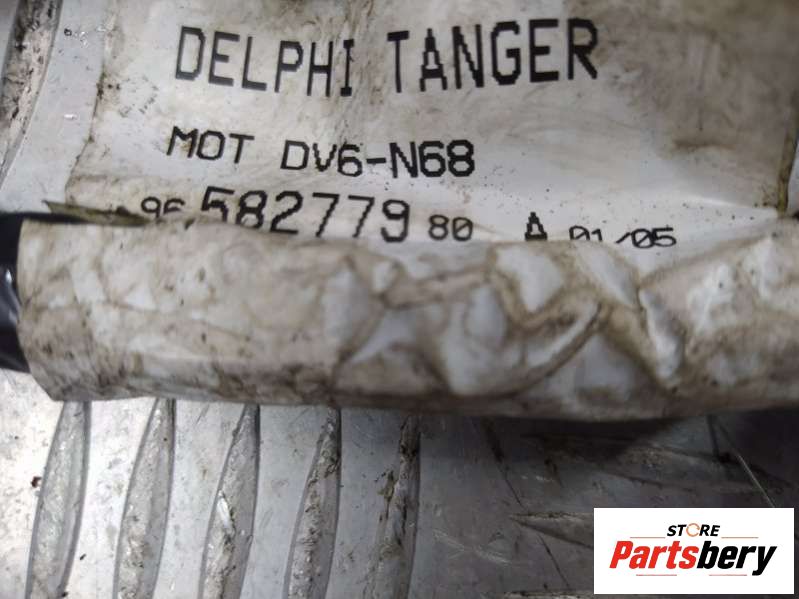 DELPHI TANGER
MOT DV6-N68
96 582779 80 A 01/05
STORE
Partsbery